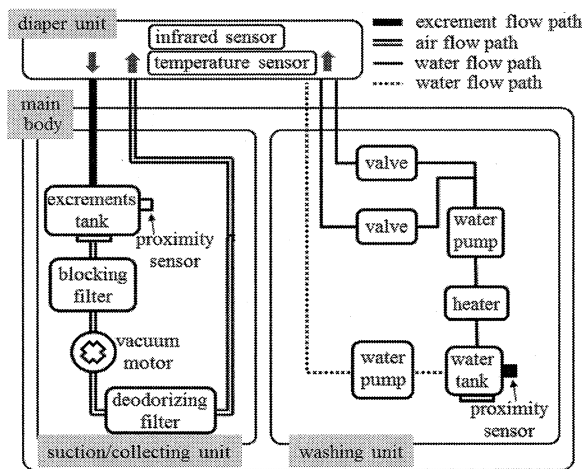 diaper unit
infrared sensor
temperature sensor
excrement flow path
air flow path
water flow path
water flow path
main
body
excrements
tank
proximity
sensor
blocking
filter
vacuum
motor
deodorizing
filter
suction/collecting unit
valve
valve
water
pump
heater
water
pump
water
tank
proximity
sensor
washing unit